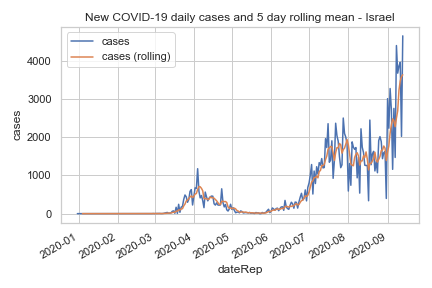 New COVID-19 daily cases and 5 day rolling mean - Israel
cases
cases (rolling)
4000
3000
2000
1000
0
cases
2020-01
2020-02
2020-03
2020-04
2020-05
2020-06
2020-07
2020-08
2020-09
dateRep